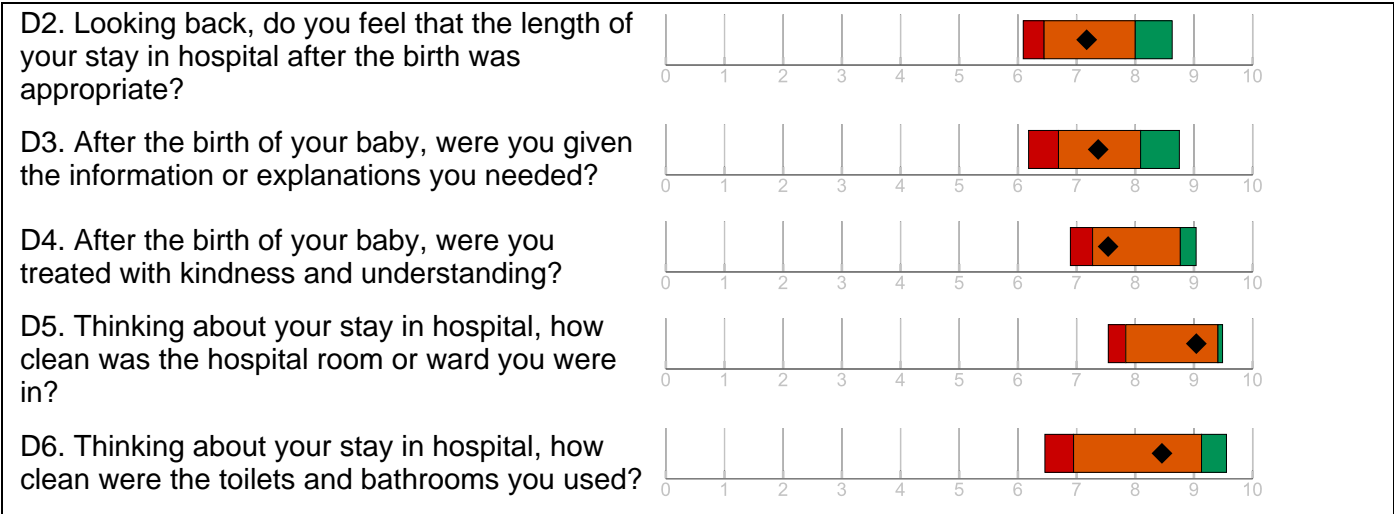 D2. Looking back, do you feel that the length of
your stay in hospital after the birth was
appropriate?
0 1 2 3 4 5 6 7 8 9 10
D3. After the birth of your baby, were you given
the information or explanations you needed?
0 1 2 3 4 5 6 7 8 9 10
D4. After the birth of your baby, were you
treated with kindness and understanding?
0 1 2 3 4 5 6 7 8 9 10
D5. Thinking about your stay in hospital, how
clean was the hospital room or ward you were
in?
0 1 2 3 4 5 6 7 8 9 10
D6. Thinking about your stay in hospital, how
clean were the toilets and bathrooms you used?
0 1 2 3 4 5 6 7 8 9 10